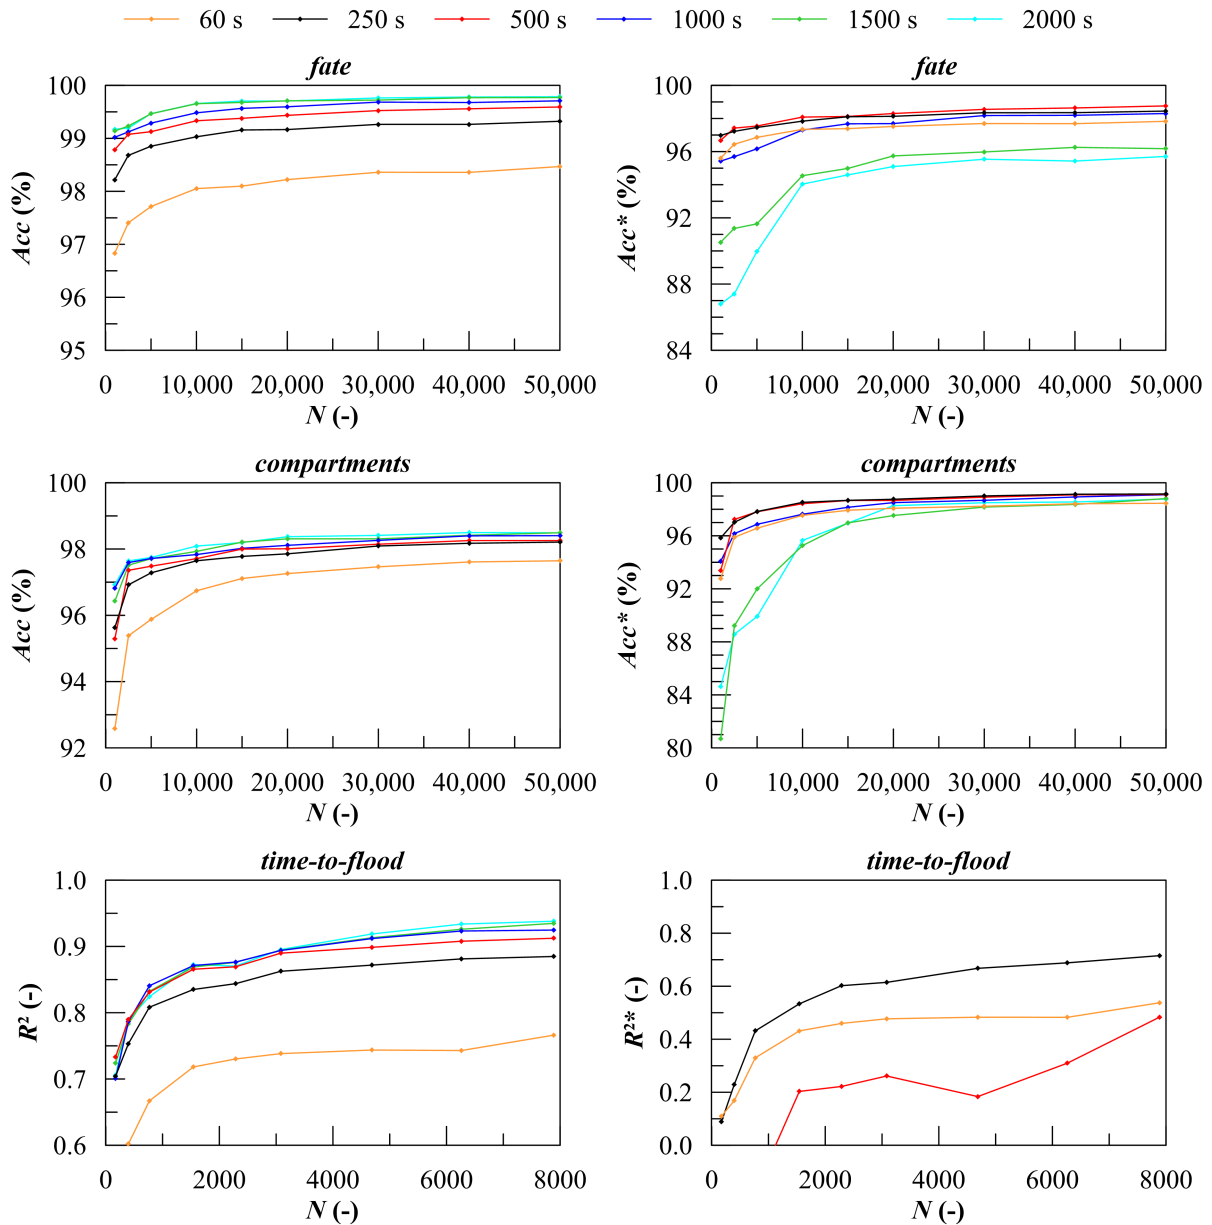 60 s 250 s 500 s 1000 s 1500 s 2000 s
fate
Acc (%)
100
99
98
97
96
95
0 10,000 20,000 30,000 40,000 50,000
N (-)
fate
Acc* (%)
100
96
92
88
84
0 10,000 20,000 30,000 40,000 50,000
N (-)
compartments
Acc (%)
100
98
96
94
92
0 10,000 20,000 30,000 40,000 50,000
N (-)
compartments
Acc* (%)
100
96
92
88
84
80
0 10,000 20,000 30,000 40,000 50,000
N (-)
time-to-flood
R² (-)
1.0
0.9
0.8
0.7
0.6
0 2000 4000 6000 8000
N (-)
time-to-flood
R²* (-)
1.0
0.8
0.6
0.4
0.2
0.0
0 2000 4000 6000 8000
N (-)